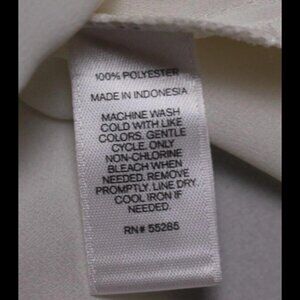 100% POLYESTER
MADE IN INDONESIA
MACHINE WASH
COLD WITH LIKE
COLORS. GENTLE
CYCLE. ONLY
NON-CHLORINE
BLEACH WHEN
NEEDED. REMOVE
PROMPTLY. LINE DRY.
COOL IRON IF
NEEDED.
RN# 55285